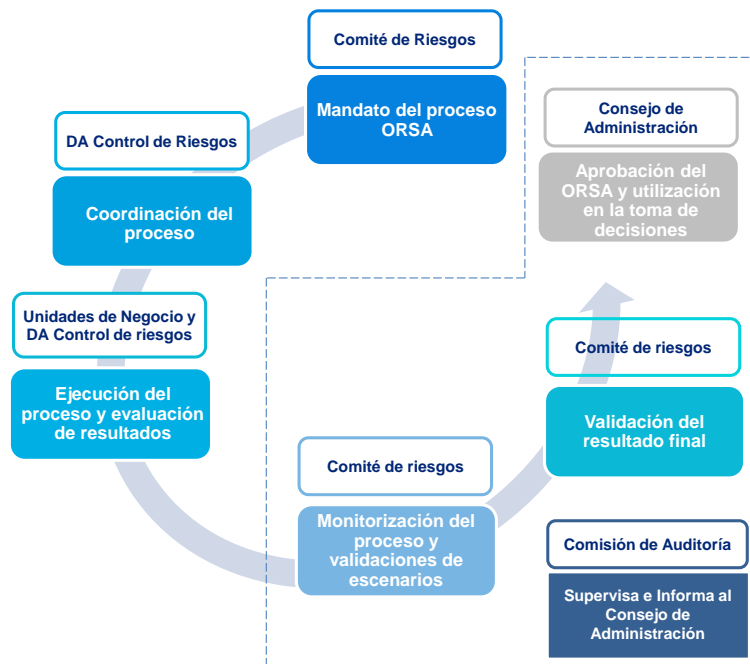 Comité de Riesgos
Mandato del proceso
ORSA
DA Control de Riesgos
Coordinación del
proceso
Unidades de Negocio y
DA Control de riesgos
Ejecución del
proceso y evaluación
de resultados
Comité de riesgos
Monitorización del
proceso y
validaciones de
escenarios
Comité de riesgos
Validación del
resultado final
Consejo de
Administración
Aprobación del
ORSA y utilización
en la toma de
decisiones
Comisión de Auditoría
Supervisa e Informa al
Consejo de
Administración